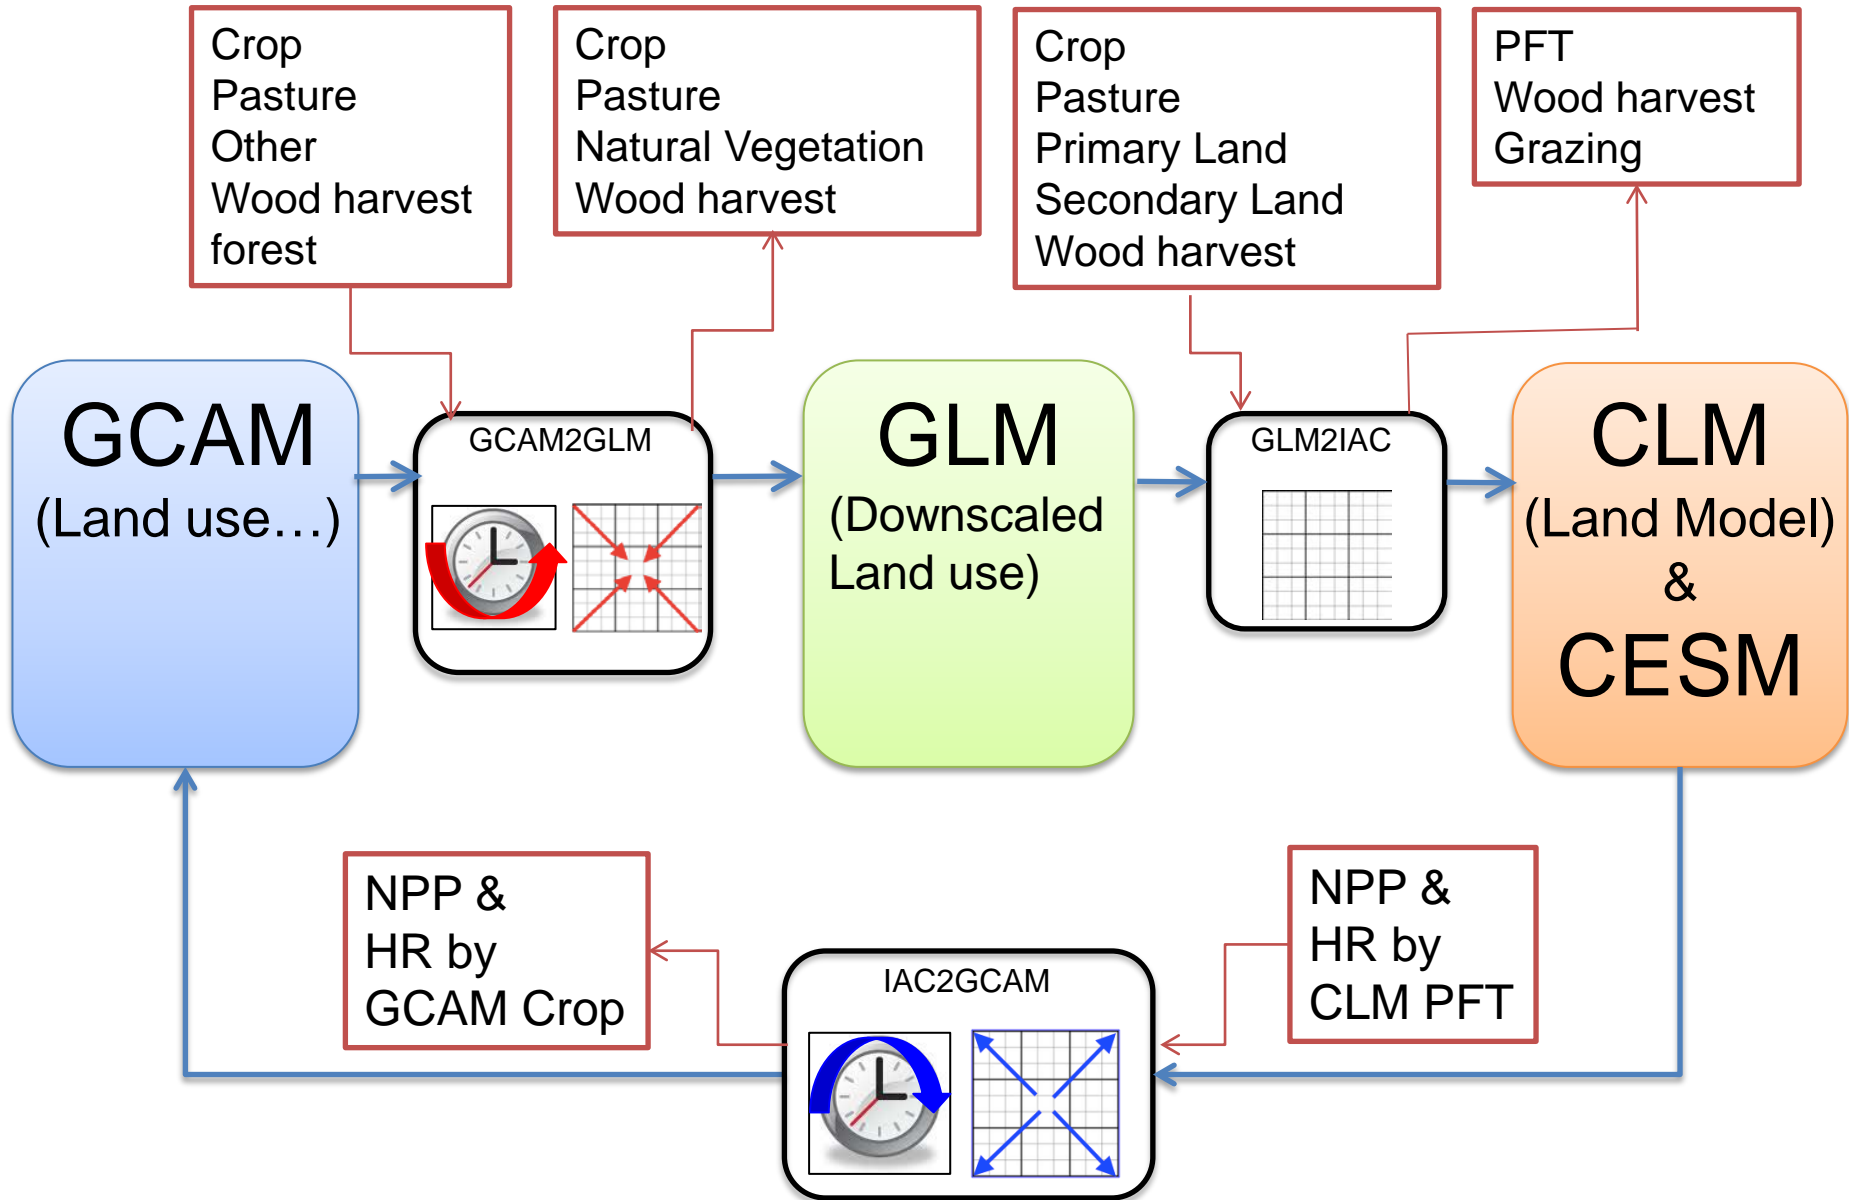 Crop
Pasture
Other
Wood harvest
forest
Crop
Pasture
Natural Vegetation
Wood harvest
Crop
Pasture
Primary Land
Secondary Land
Wood harvest
PFT
Wood harvest
Grazing
GCAM
(Land use…)
GCAM2GLM
GLM
(Downscaled
Land use)
GLM2IAC
CLM
(Land Model)
&
CESM
NPP &
HR by
GCAM Crop
IAC2GCAM
NPP &
HR by
CLM PFT